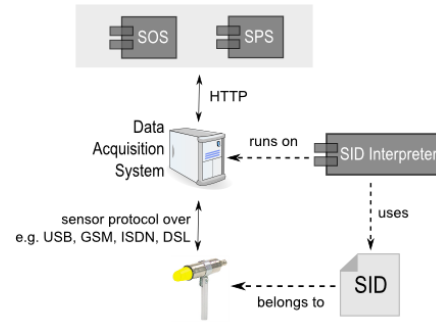 SOS
SPS
HTTP
Data
Acquisition
System
runs on
SID Interpreter
sensor protocol over
e.g. USB, GSM, ISDN, DSL
uses
belongs to
SID